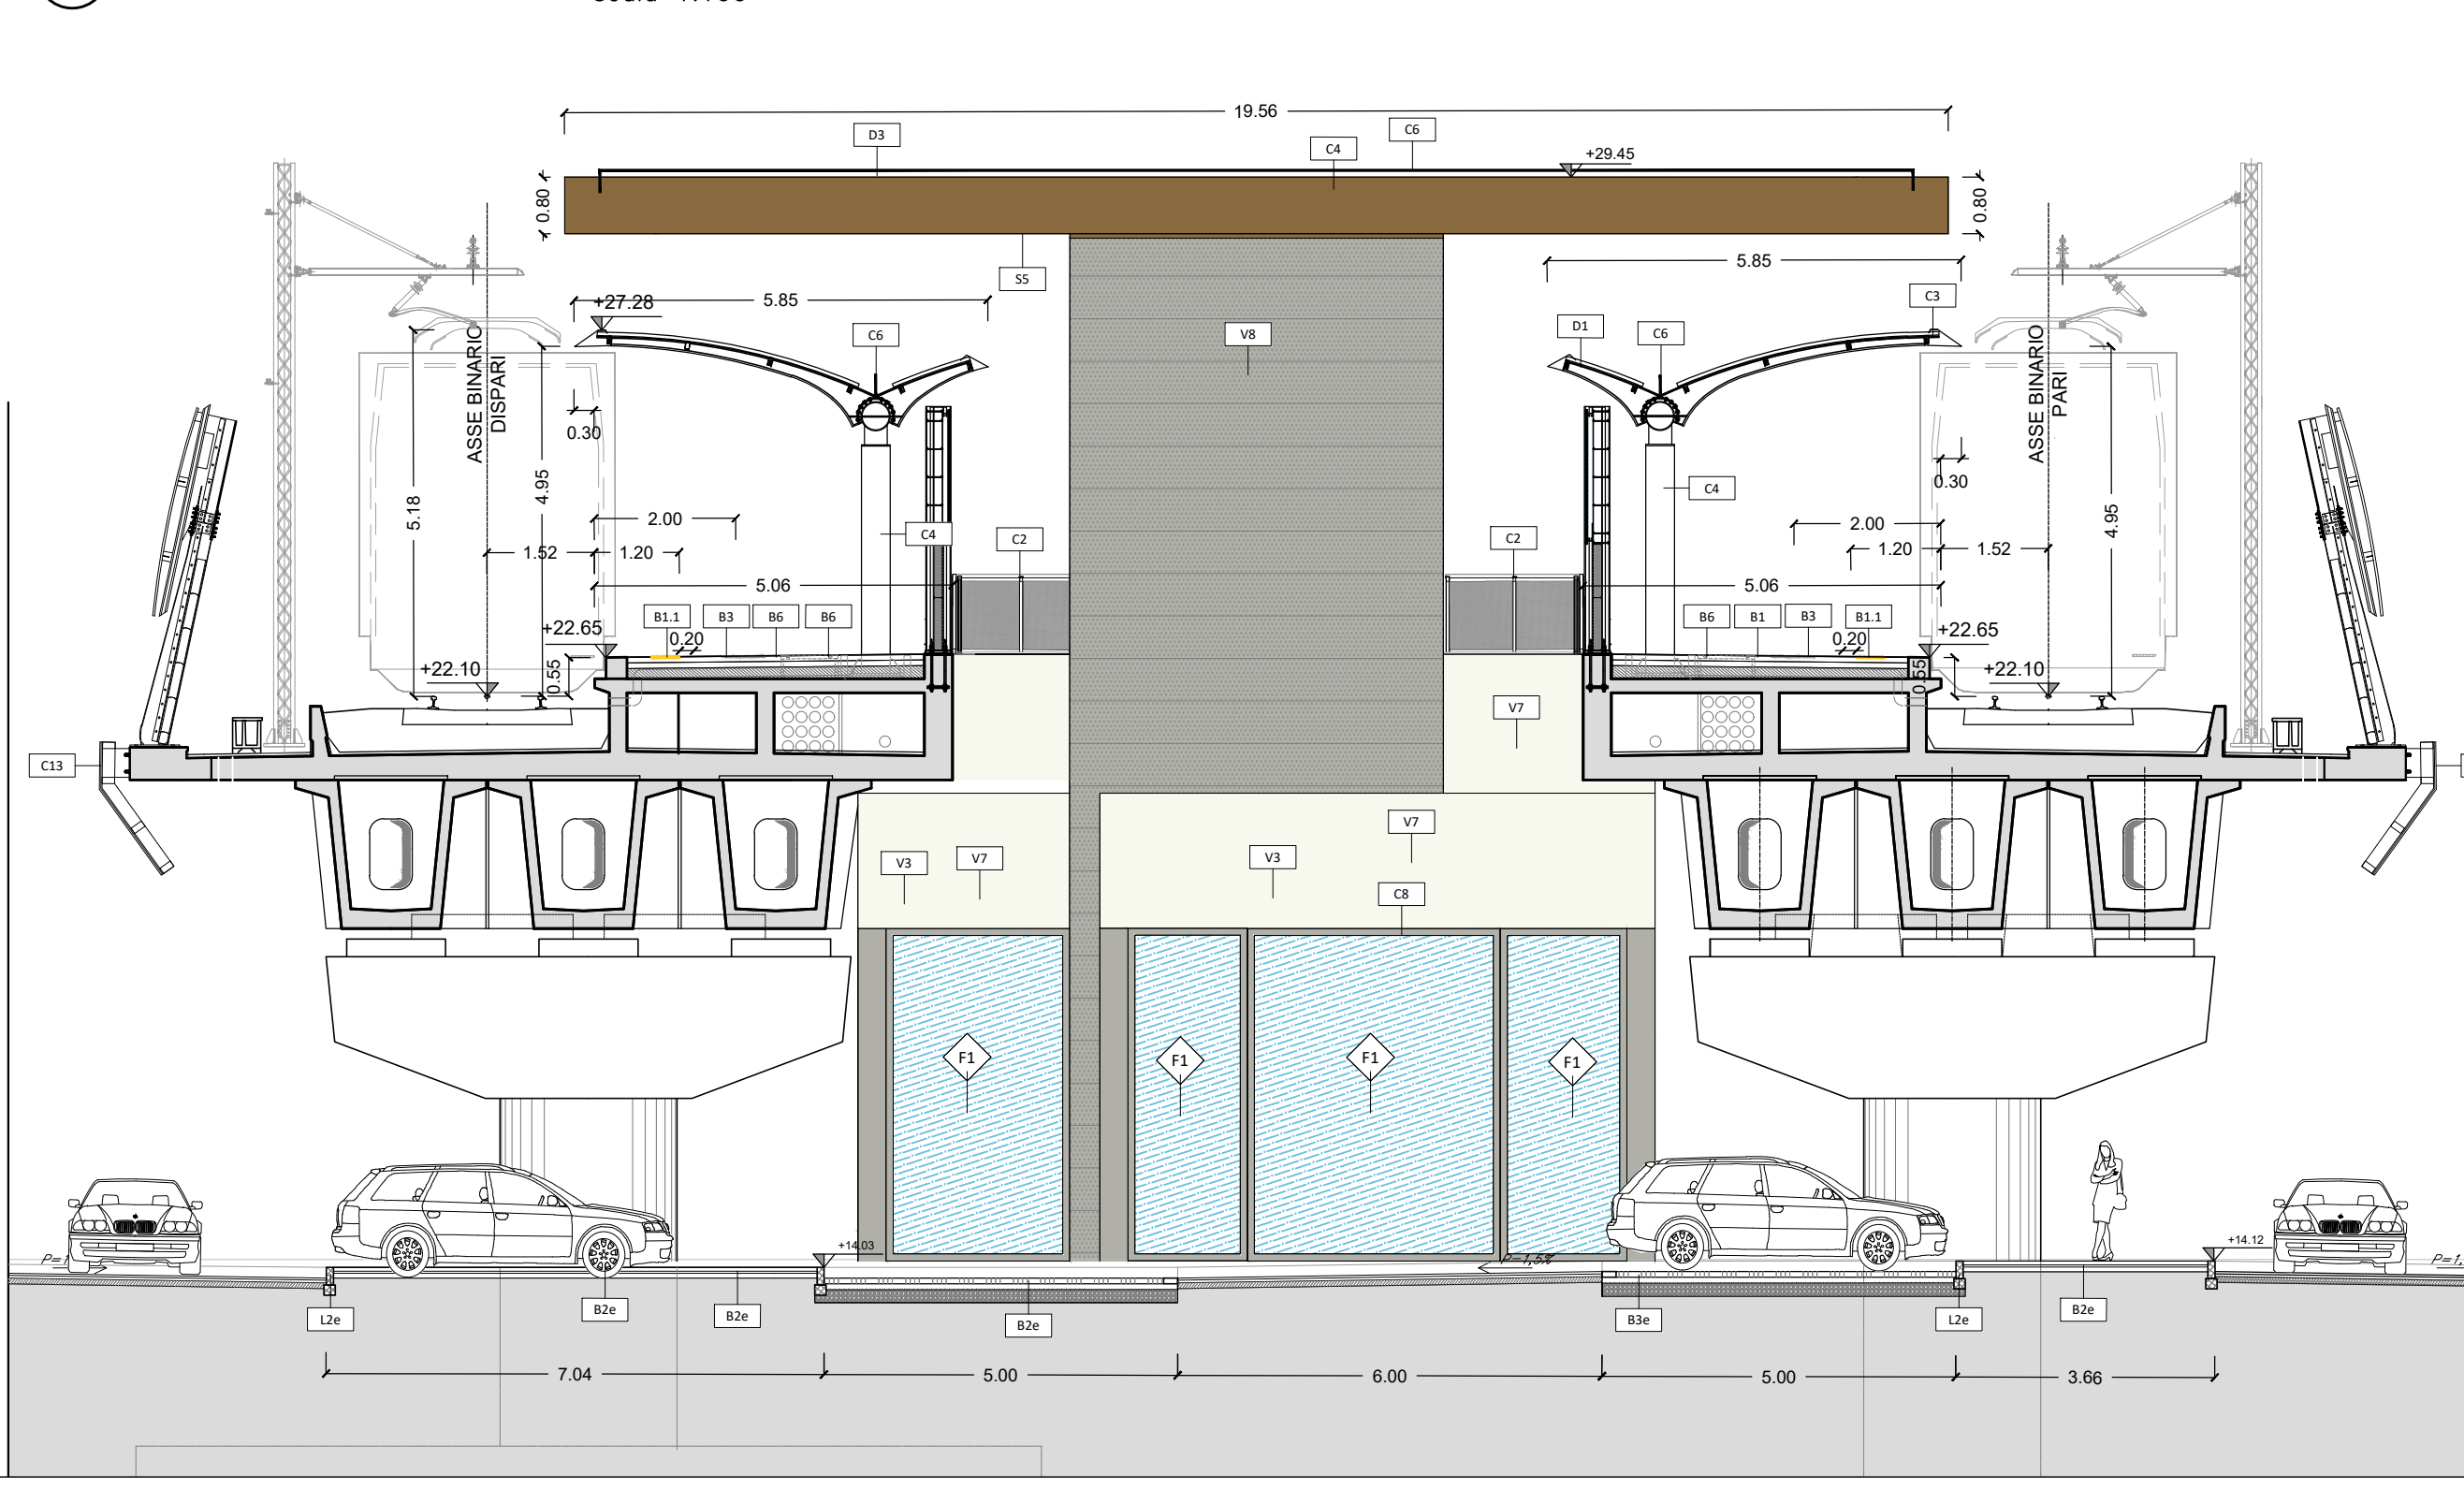 19.56
D3
C4
C6
+29.45
0.80
0.80
S5
5.85
C3
+27.28
5.85
C6
V8
D1
C6
ASSE BINARIO
DISPARI
ASSE BINARIO
PARI
0.30
0.30
5.18
4.95
4.95
C4
2.00
2.00
C4
C2
C2
1.52
1.20
1.20
1.52
5.06
5.06
B1.1
B3
B6
B6
B6
B1
B3
B1.1
+22.65
0.20
0.20
+22.65
+22.10
0.55
0.55
+22.10
V7
C13
V7
V3
V7
V3
C8
F1
F1
F1
F1
+14.03
P=1,5%
+14.12
L2e
B2e
B2e
B2e
B3e
L2e
B2e
7.04
5.00
6.00
5.00
3.66